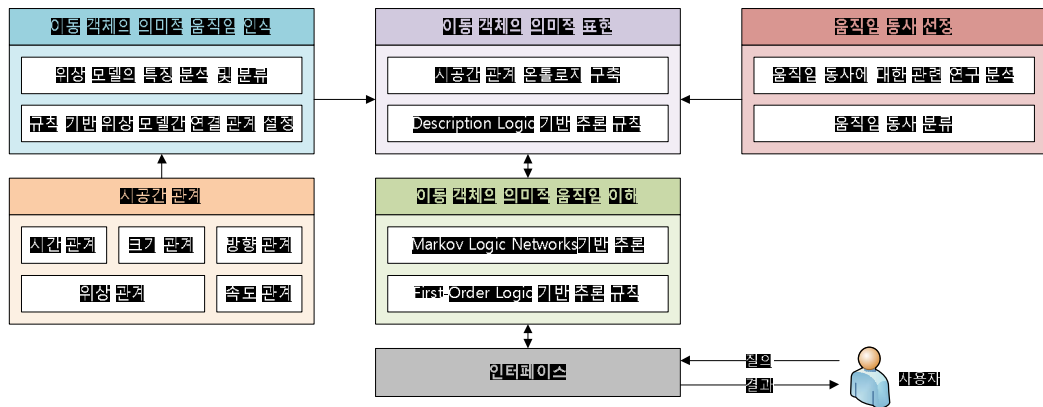 이동 객체의 의미적 움직임 인식
위상 모델의 특징 분석 및 분류
규칙 기반 위상 모델간 연결 관계 설정
이동 객체의 의미적 표현
시공간 관계 온톨로지 구축
Description Logic 기반 추론 규칙
움직임 동사 선정
움직임 동사에 대한 관련 연구 분석
움직임 동사 분류
시공간 관계
시간 관계
크기 관계
방향 관계
위상 관계
속도 관계
이동 객체의 의미적 움직임 이해
Markov Logic Networks기반 추론
First-Order Logic 기반 추론 규칙
인터페이스
질의
결과
사용자